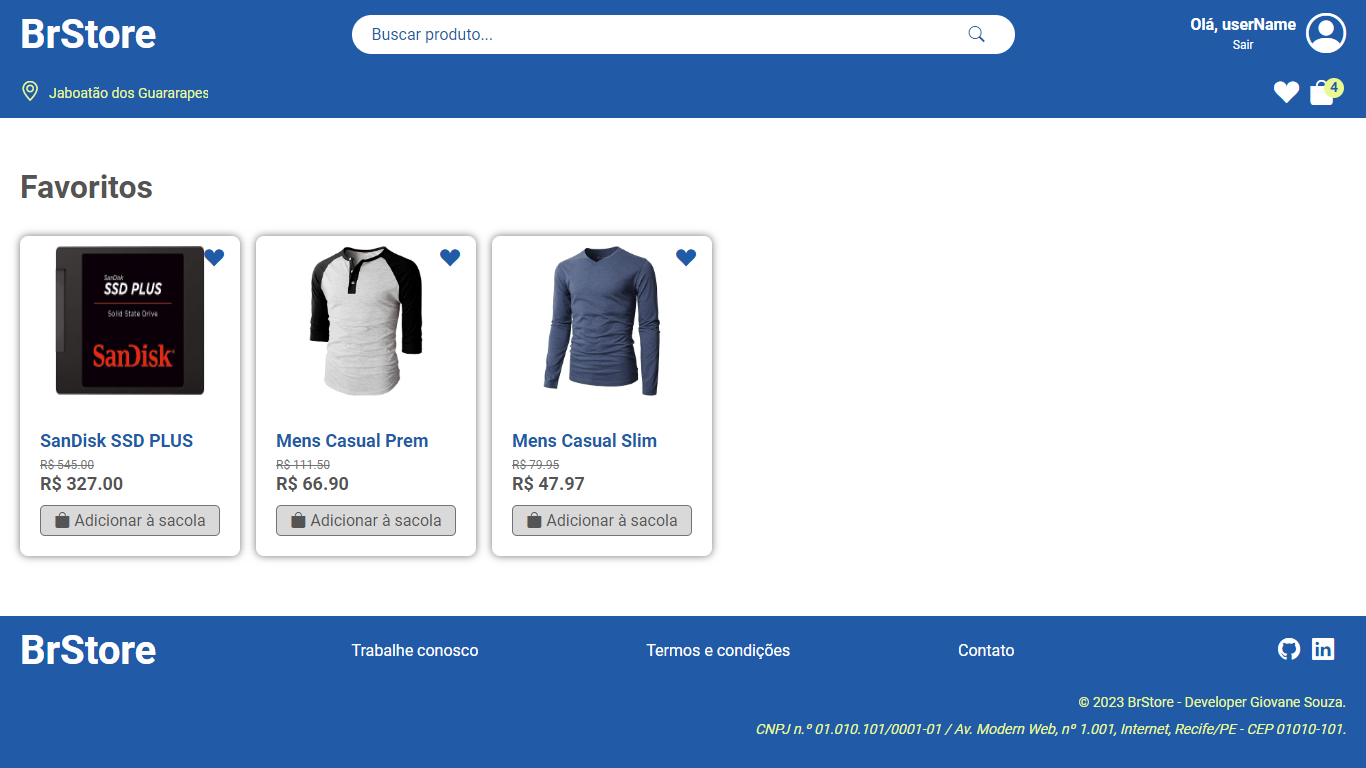 BrStore
Buscar produto...
Olá, userName
Sair
Jaboatão dos Guararapes
4
Favoritos
SanDisk
SSD PLUS
Solid State Drive
SanDisk
SanDisk SSD PLUS
R$ 545.00
R$ 327.00
Adicionar à sacola
Mens Casual Prem
R$ 111.50
R$ 66.90
Adicionar à sacola
Mens Casual Slim
R$ 79.95
R$ 47.97
Adicionar à sacola
BrStore
Trabalhe conosco
Termos e condições
Contato
in
© 2023 BrStore - Developer Giovane Souza.
CNPJ n.º 01.010.101/0001-01 / Av. Modern Web, nº 1.001, Internet, Recife/PE - CEP 01010-101.